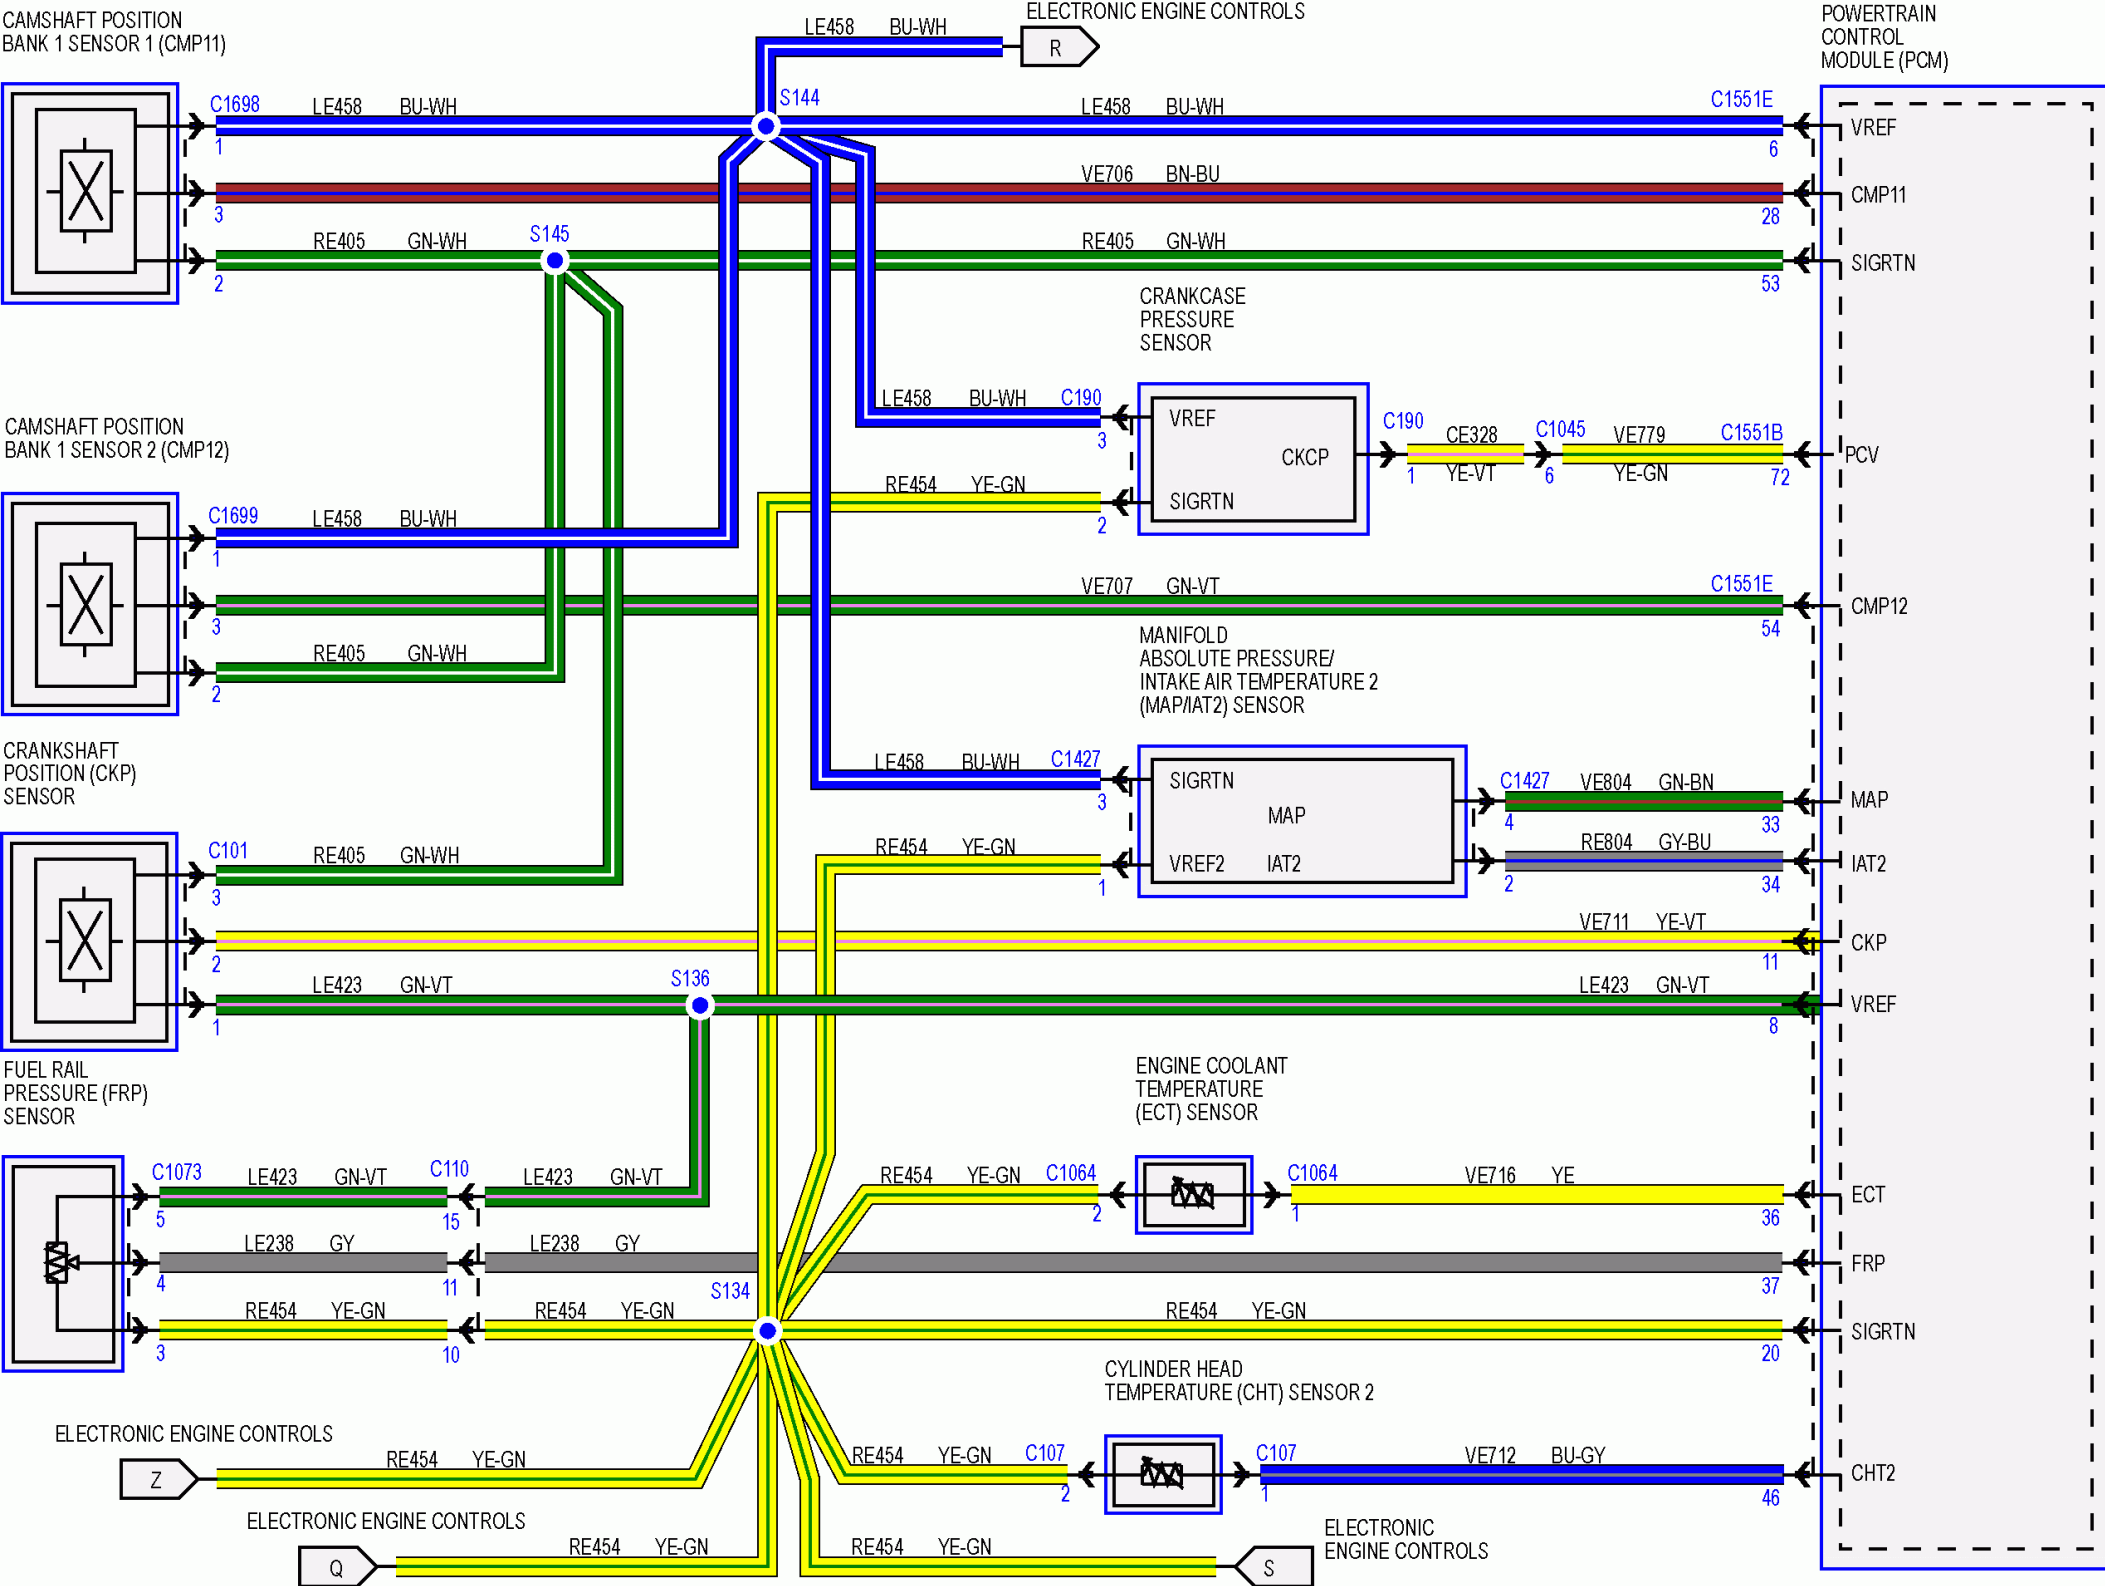 CAMSHAFT POSITION
BANK 1 SENSOR 1 (CMP11)
LE458 BU-WH
ELECTRONIC ENGINE CONTROLS
R
POWERTRAIN
CONTROL
MODULE (PCM)
C1698
LE458 BU-WH
S144
LE458 BU-WH
C1551E
1
6
VREF
VE706 BN-BU
3
28
CMP11
RE405 GN-WH
S145
RE405 GN-WH
2
53
SIGRTN
CRANKCASE
PRESSURE
SENSOR
CAMSHAFT POSITION
BANK 1 SENSOR 2 (CMP12)
LE458 BU-WH
C190
3
VREF
CKCP
SIGRTN
RE454 YE-GN
2
C190
1
CE328
YE-VT
C1045
6
VE779
YE-GN
C1551B
72
PCV
C1699
LE458 BU-WH
1
VE707 GN-VT
C1551E
3
54
CMP12
RE405 GN-WH
2
MANIFOLD
ABSOLUTE PRESSURE/
INTAKE AIR TEMPERATURE 2
(MAP/IAT2) SENSOR
CRANKSHAFT
POSITION (CKP)
SENSOR
LE458 BU-WH
C1427
3
SIGRTN
MAP
VREF2 IAT2
RE454 YE-GN
1
C1427
VE804 GN-BN
4
33
MAP
RE804 GY-BU
2
34
IAT2
C101
RE405 GN-WH
3
VE711 YE-VT
2
11
CKP
LE423 GN-VT
S136
LE423 GN-VT
1
8
VREF
FUEL RAIL
PRESSURE (FRP)
SENSOR
ENGINE COOLANT
TEMPERATURE
(ECT) SENSOR
C1073
LE423 GN-VT
C110
LE423 GN-VT
5
15
RE454 YE-GN
C1064
2
C1064
1
VE716 YE
36
ECT
LE238 GY
LE238 GY
4
11
37
FRP
S134
RE454 YE-GN
RE454 YE-GN
RE454 YE-GN
3
10
20
SIGRTN
CYLINDER HEAD
TEMPERATURE (CHT) SENSOR 2
ELECTRONIC ENGINE CONTROLS
Z
RE454 YE-GN
RE454 YE-GN
C107
2
C107
1
VE712 BU-GY
46
CHT2
ELECTRONIC ENGINE CONTROLS
Q
RE454 YE-GN
RE454 YE-GN
S
ELECTRONIC
ENGINE CONTROLS